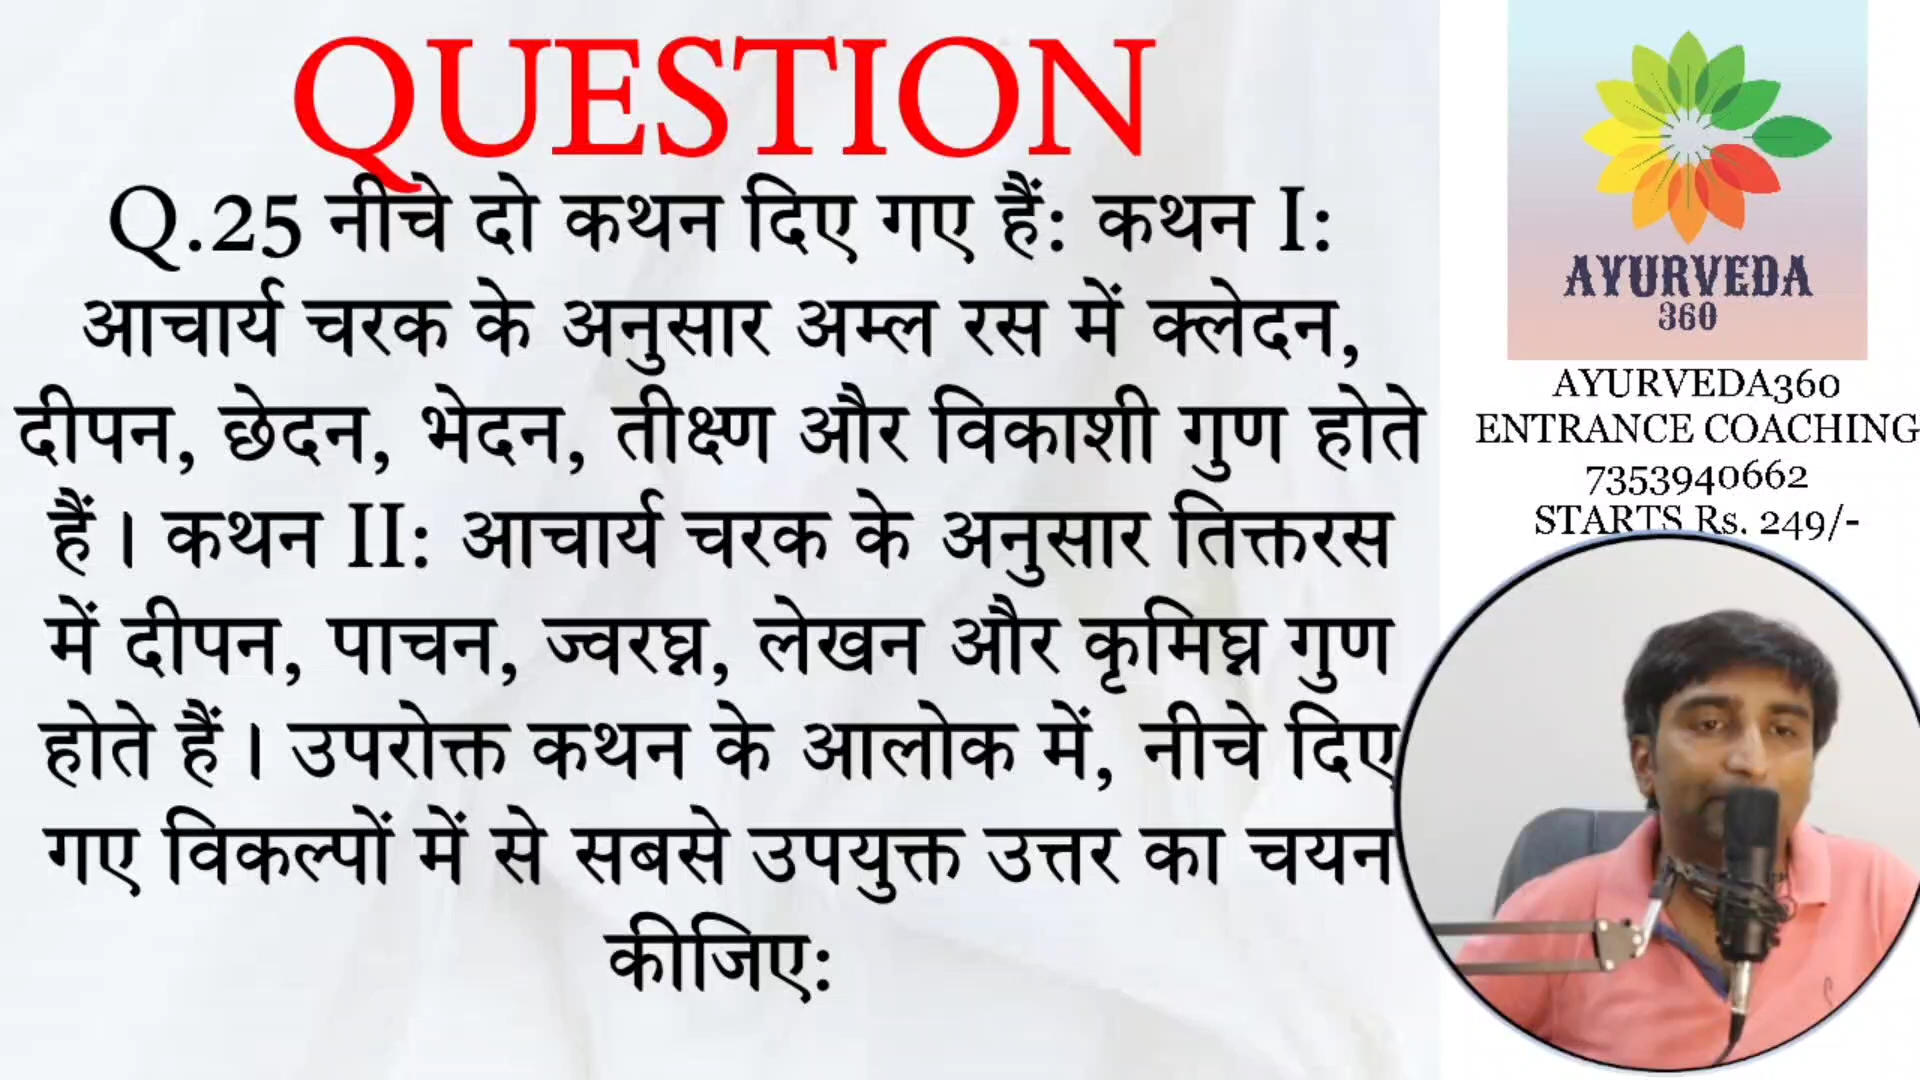 QUESTION
Q.25 नीचे दो कथन दिए गए हैं: कथन I:
आचार्य चरक के अनुसार अम्ल रस में क्लेदन,
दीपन, छेदन, भेदन, तीक्ष्ण और विकाशी गुण होते
हैं। कथन II: आचार्य चरक के अनुसार तिक्तरस
में दीपन, पाचन, ज्वरघ्न, लेखन और कृमिघ्न गुण
होते हैं। उपरोक्त कथन के आलोक में, नीचे दिए
गए विकल्पों में से सबसे उपयुक्त उत्तर का चयन
कीजिए:
AYURVEDA
360
AYURVEDA360
ENTRANCE COACHING
7353940662
STARTS Rs. 249/-